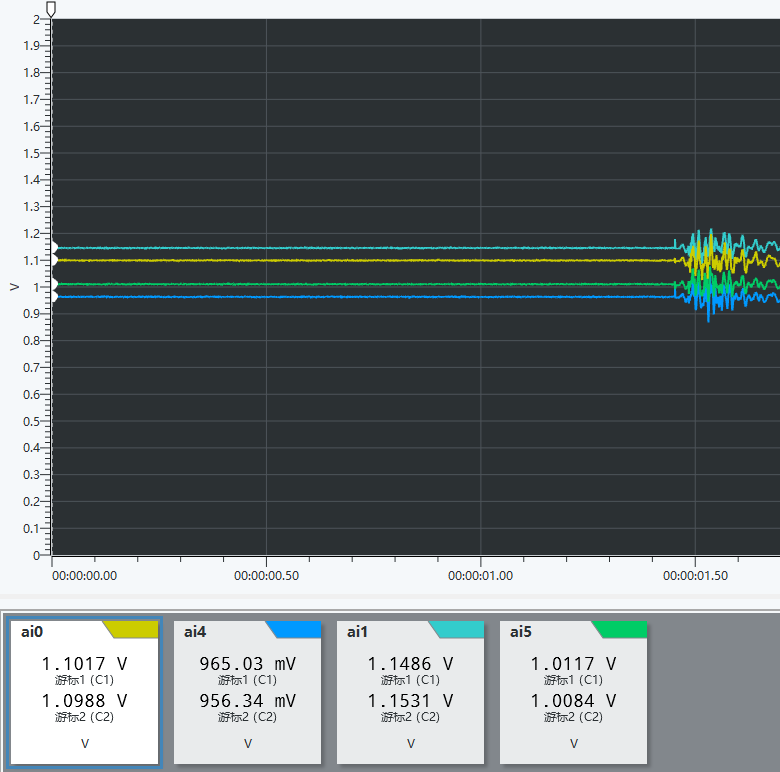 2
1.9
1.8
1.7
1.6
1.5
1.4
1.3
1.2
1.1
V
1
0.9
0.8
0.7
0.6
0.5
0.4
0.3
0.2
0.1
0
00:00:00.00 00:00:00.50 00:00:01.00 00:00:01.50
ai0
1.1017 V
游标1 (C1)
1.0988 V
游标2 (C2)
V
ai4
965.03 mV
游标1 (C1)
956.34 mV
游标2 (C2)
V
ai1
1.1486 V
游标1 (C1)
1.1531 V
游标2 (C2)
V
ai5
1.0117 V
游标1 (C1)
1.0084 V
游标2 (C2)
V